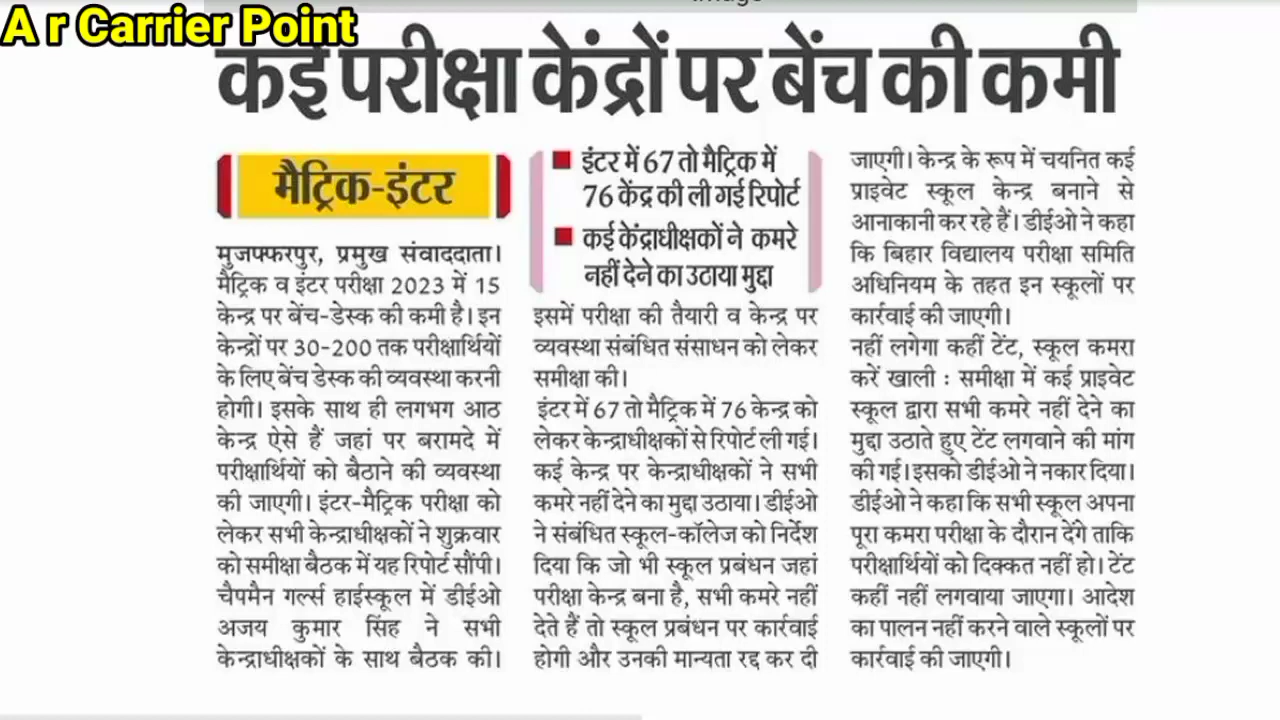 A r Carrier Point
कई परीक्षा केंद्रों पर बेंच की कमी
मैट्रिक-इंटर
मुजफ्फरपुर, प्रमुख संवाददाता।
मैट्रिक व इंटर परीक्षा 2023 में 15
केन्द्र पर बेंच-डेस्क की कमी है। इन
केन्द्रों पर 30-200 तक परीक्षार्थियों
के लिए बेंच डेस्क की व्यवस्था करनी
होगी। इसके साथ ही लगभग आठ
केन्द्र ऐसे हैं जहां पर बरामदे में
परीक्षार्थियों को बैठाने की व्यवस्था
की जाएगी। इंटर-मैट्रिक परीक्षा को
लेकर सभी केन्द्राधीक्षकों ने शुक्रवार
को समीक्षा बैठक में यह रिपोर्ट सौंपी।
चैपमैन गर्ल्स हाईस्कूल में डीईओ
अजय कुमार सिंह ने सभी
केन्द्राधीक्षकों के साथ बैठक की।
इंटर में 67 तो मैट्रिक में
76 केंद्र की ली गई रिपोर्ट
कई केंद्राधीक्षकों ने कमरे
नहीं देने का उठाया मुद्दा
इसमें परीक्षा की तैयारी व केन्द्र पर
व्यवस्था संबंधित संसाधन को लेकर
समीक्षा की।
इंटर में 67 तो मैट्रिक में 76 केन्द्र को
लेकर केन्द्राधीक्षकों से रिपोर्ट ली गई।
कई केन्द्र पर केन्द्राधीक्षकों ने सभी
कमरे नहीं देने का मुद्दा उठाया। डीईओ
ने संबंधित स्कूल-कॉलेज को निर्देश
दिया कि जो भी स्कूल प्रबंधन जहां
परीक्षा केन्द्र बना है, सभी कमरे नहीं
देते हैं तो स्कूल प्रबंधन पर कार्रवाई
होगी और उनकी मान्यता रद्द कर दी
जाएगी। केन्द्र के रूप में चयनित कई
प्राइवेट स्कूल केन्द्र बनाने से
आनाकानी कर रहे हैं। डीईओ ने कहा
कि बिहार विद्यालय परीक्षा समिति
अधिनियम के तहत इन स्कूलों पर
कार्रवाई की जाएगी।
नहीं लगेगा कहीं टेंट, स्कूल कमरा
करें खाली : समीक्षा में कई प्राइवेट
स्कूल द्वारा सभी कमरे नहीं देने का
मुद्दा उठाते हुए टेंट लगवाने की मांग
की गई। इसको डीईओ ने नकार दिया।
डीईओ ने कहा कि सभी स्कूल अपना
पूरा कमरा परीक्षा के दौरान देंगे ताकि
परीक्षार्थियों को दिक्कत नहीं हो। टेंट
कहीं नहीं लगवाया जाएगा। आदेश
का पालन नहीं करने वाले स्कूलों पर
कार्रवाई की जाएगी।